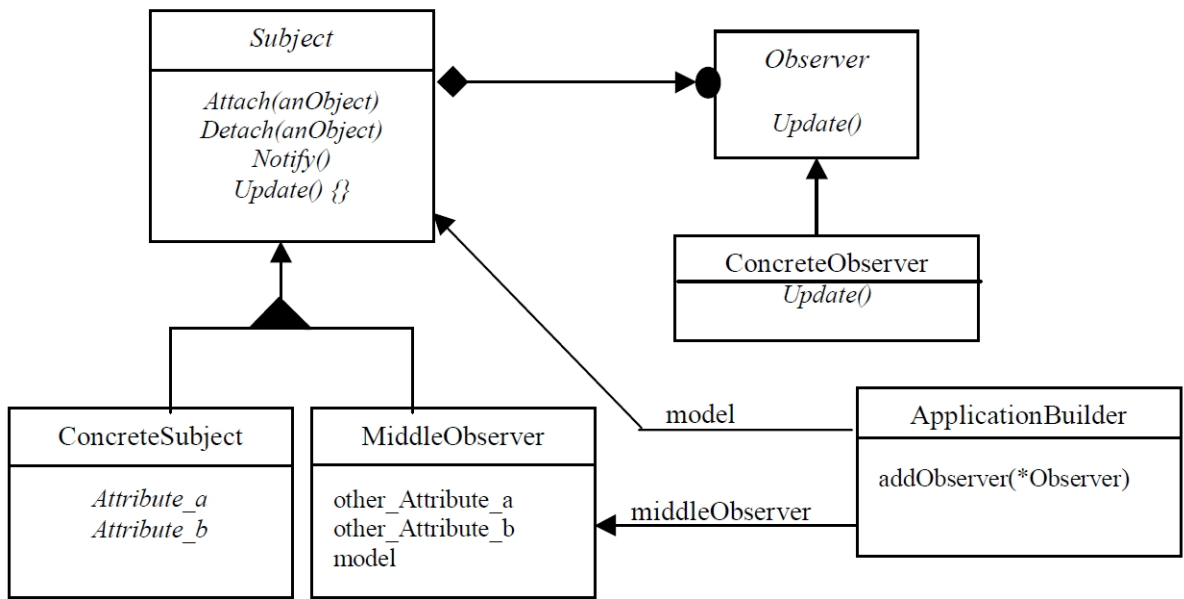 Subject
Attach(anObject)
Detach(anObject)
Notify()
Update() {}
Observer
Update()
ConcreteObserver
Update()
ConcreteSubject
Attribute_a
Attribute_b
MiddleObserver
other_Attribute_a
other_Attribute_b
model
model
middleObserver
ApplicationBuilder
addObserver(*Observer)